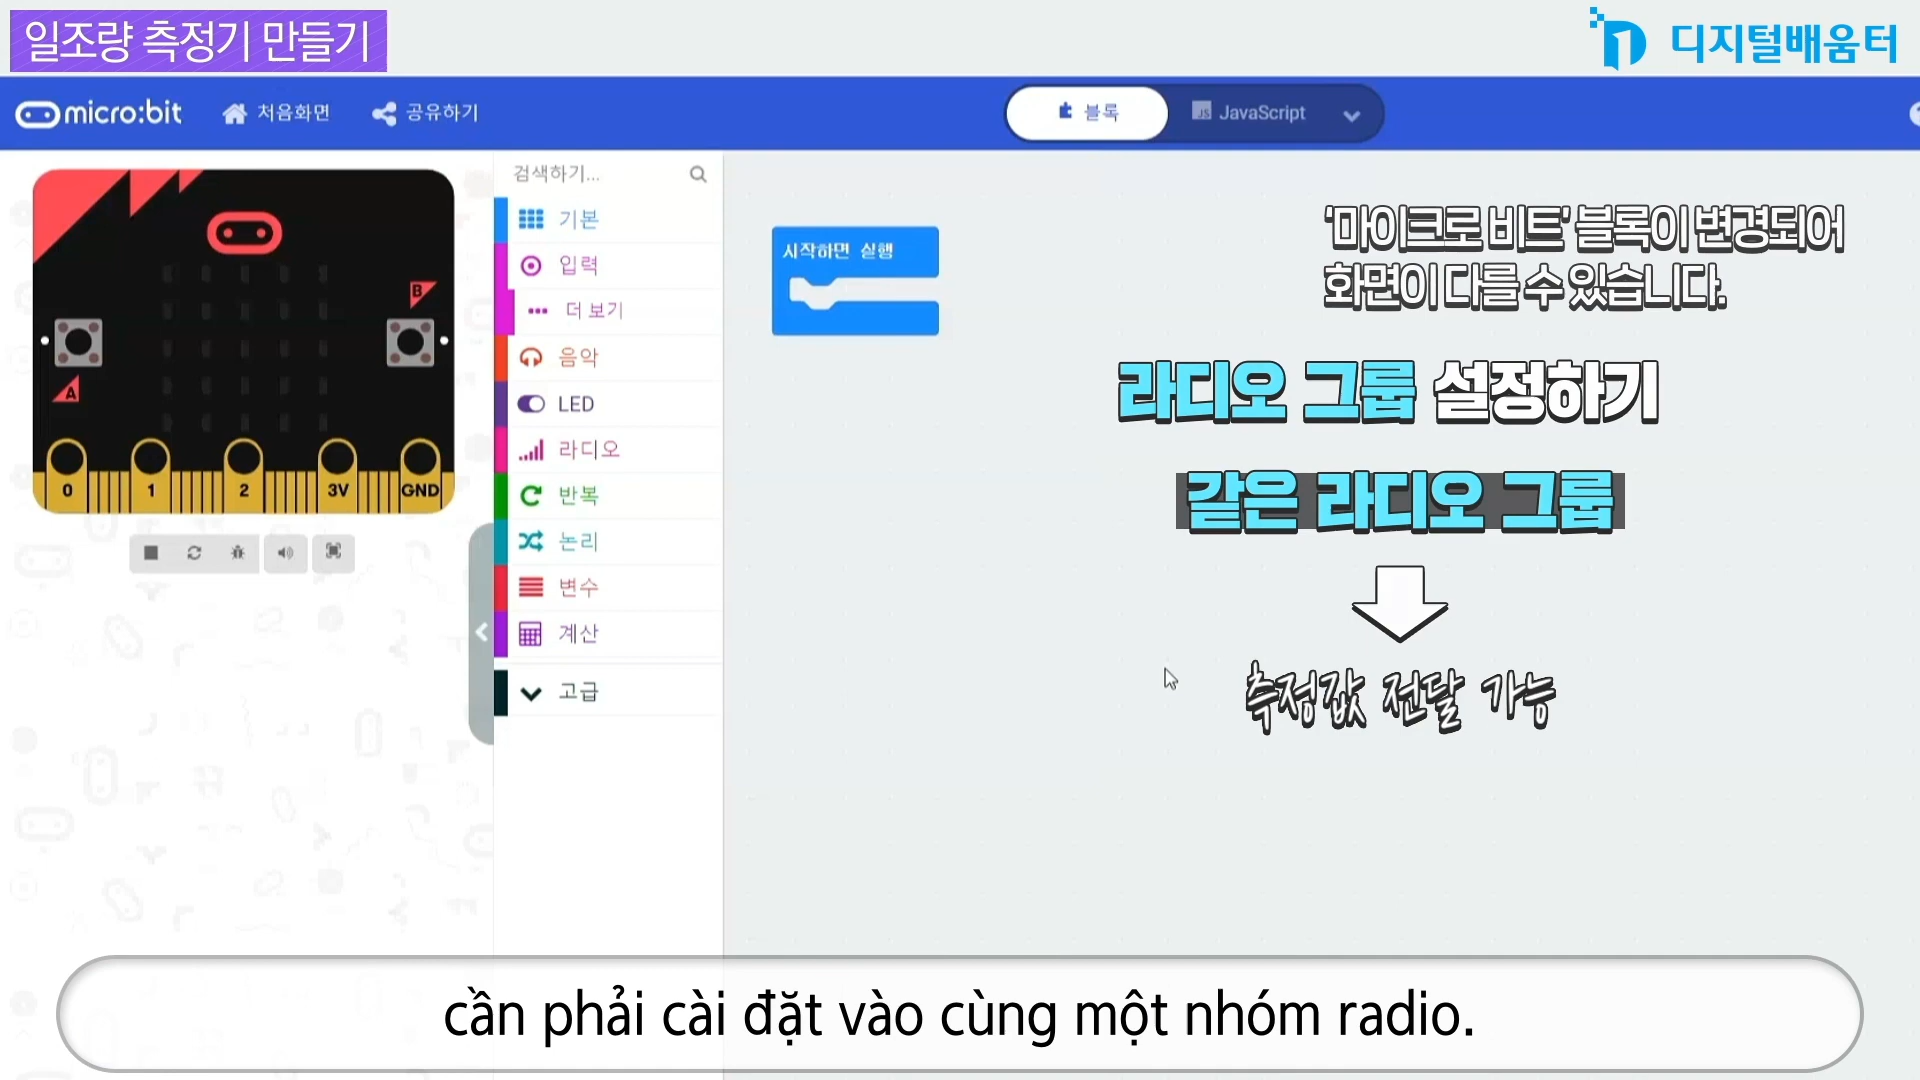 일조량 측정기 만들기
디지털배움터
micro:bit
처음화면
공유하기
블록
JavaScript
검색하기...
기본
입력
더 보기
음악
LED
라디오
반복
논리
변수
계산
고급
B
A
0
1
2
3V
GND
시작하면 실행
'마이크로 비트' 블록이 변경되어
화면이 다를 수 있습니다.
라디오 그룹 설정하기
같은 라디오 그룹
측정값 전달 가능
cần phải cài đặt vào cùng một nhóm radio.